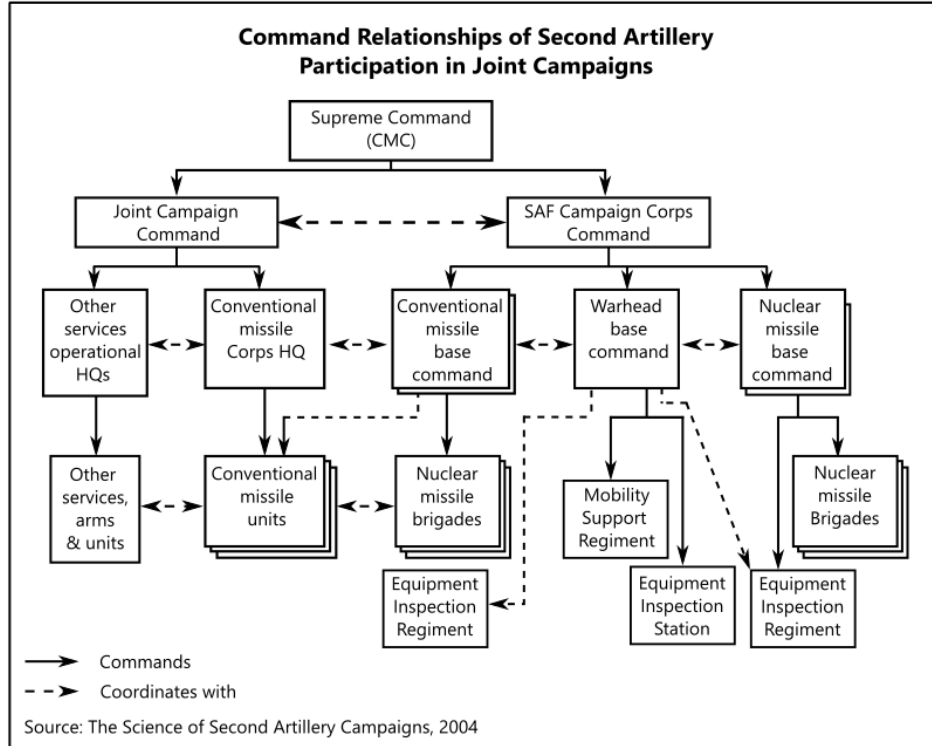 Command Relationships of Second Artillery
Participation in Joint Campaigns
Supreme Command
(CMC)
Joint Campaign
Command
SAF Campaign Corps
Command
Other
services
operational
HQs
Conventional
missile
Corps HQ
Conventional
missile
base
command
Warhead
base
command
Nuclear
missile base
command
Other
services,
arms
& units
Conventional
missile
units
Nuclear
missile
brigades
Mobility
Support
Regiment
Nuclear
missile
Brigades
Equipment
Inspection
Regiment
Equipment
Inspection
Station
Equipment
Inspection
Regiment
Commands
Coordinates with
Source: The Science of Second Artillery Campaigns, 2004